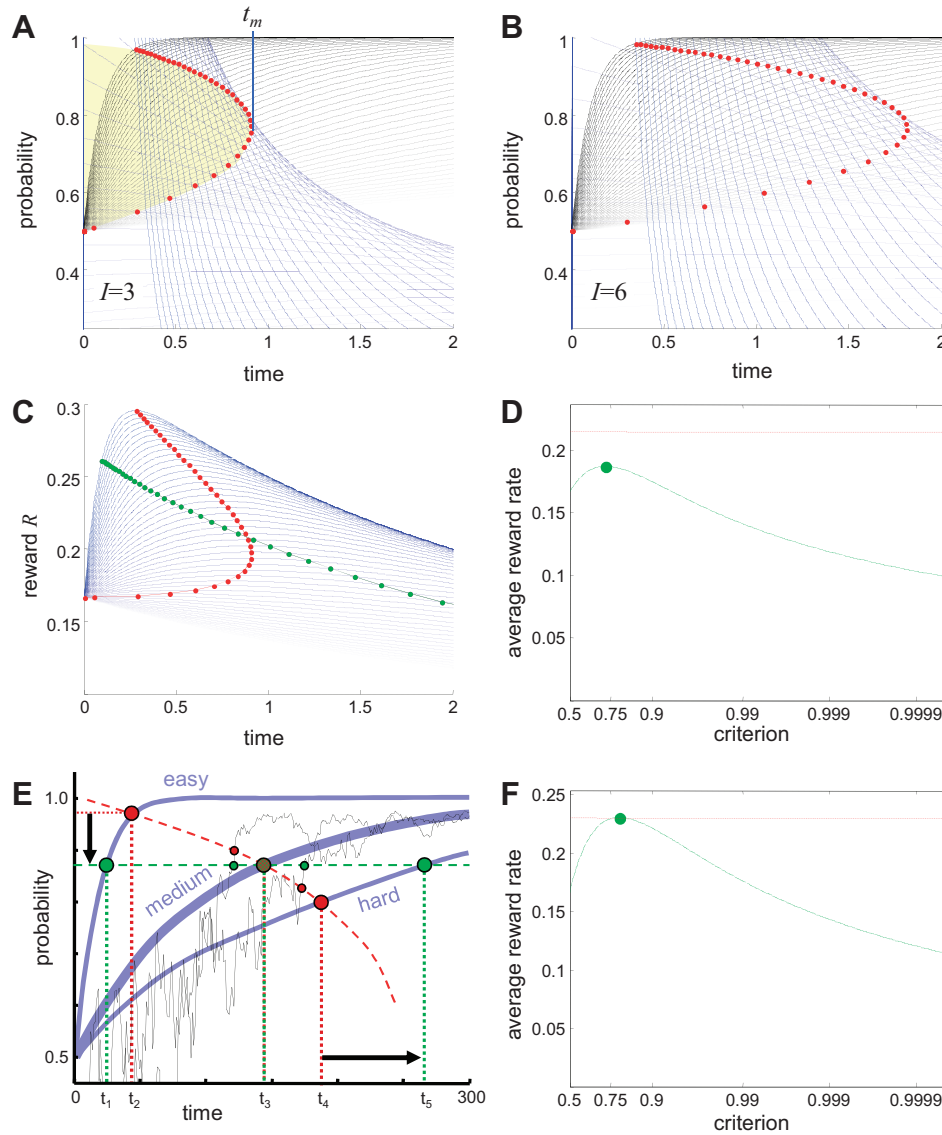 A
t_m
1
0.8
0.6
0.4
probability
I=3
0
0.5
1
1.5
2
time
B
1
0.8
0.6
0.4
probability
I=6
0
0.5
1
1.5
2
time
C
0.3
0.25
0.2
0.15
reward R
0
0.5
1
1.5
2
time
D
0.2
0.15
0.1
0.05
average reward rate
0.5
0.75
0.9
0.99
0.999
0.9999
criterion
E
easy
medium
hard
1.0
0.5
probability
0
t1
t2
t3
t4
t5
300
time
F
0.25
0.2
0.15
0.1
0.05
average reward rate
0.5
0.75
0.9
0.99
0.999
0.9999
criterion